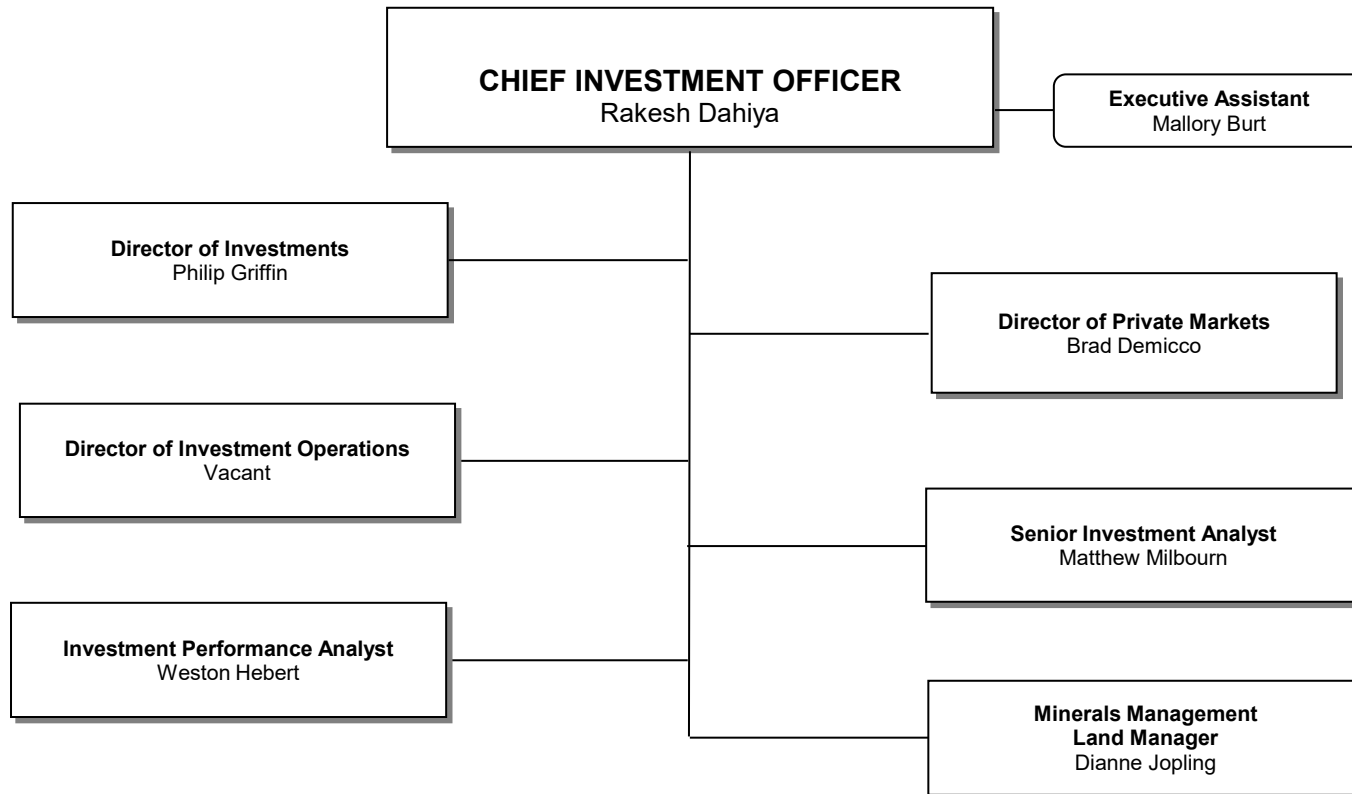 CHIEF INVESTMENT OFFICER
Rakesh Dahiya
Executive Assistant
Mallory Burt
Director of Investments
Philip Griffin
Director of Private Markets
Brad Demicco
Director of Investment Operations
Vacant
Senior Investment Analyst
Matthew Milbourn
Investment Performance Analyst
Weston Hebert
Minerals Management
Land Manager
Dianne Jopling